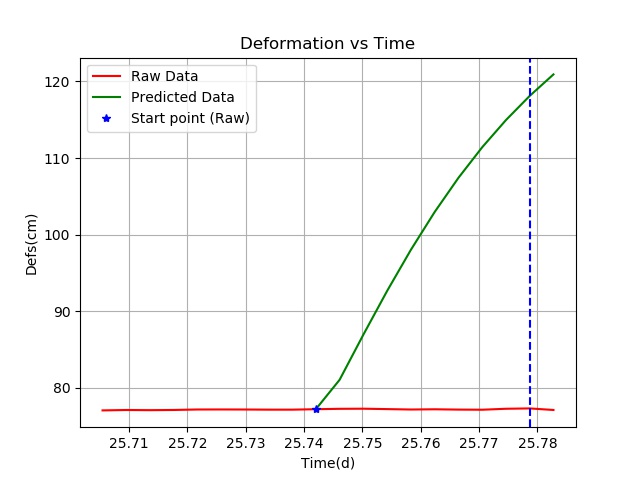 Deformation vs Time
Raw Data
Predicted Data
Start point (Raw)
120
110
100
90
80
Defs(cm)
25.71 25.72 25.73 25.74 25.75 25.76 25.77 25.78
Time(d)